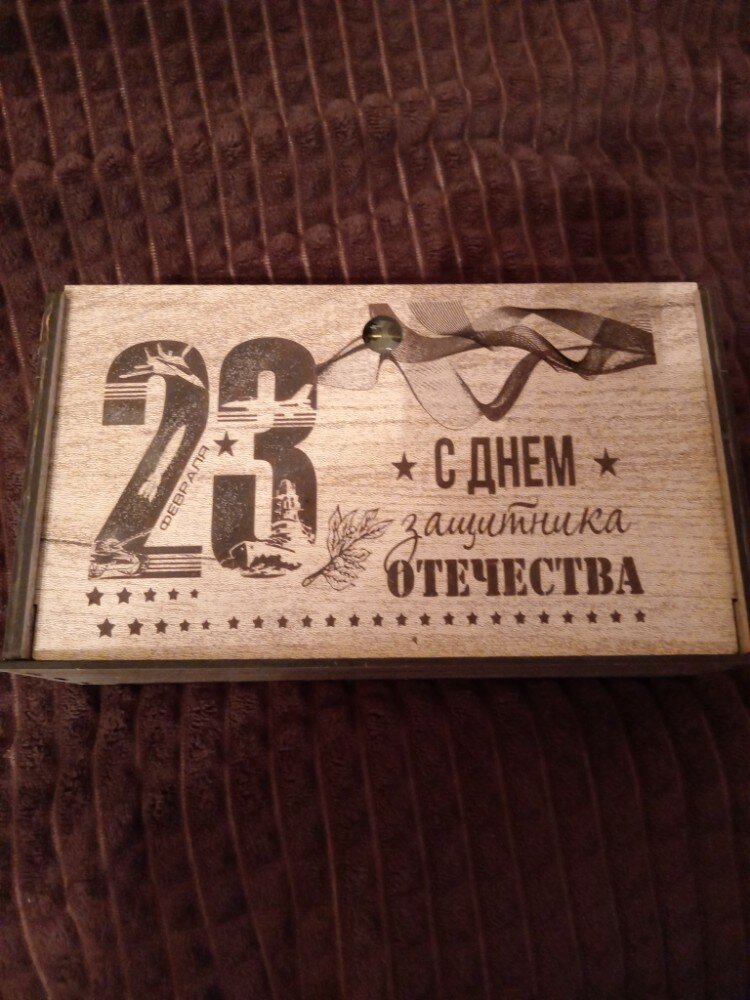 23
ФЕВРАЛЯ
С ДНЕМ
защитника
ОТЕЧЕСТВА